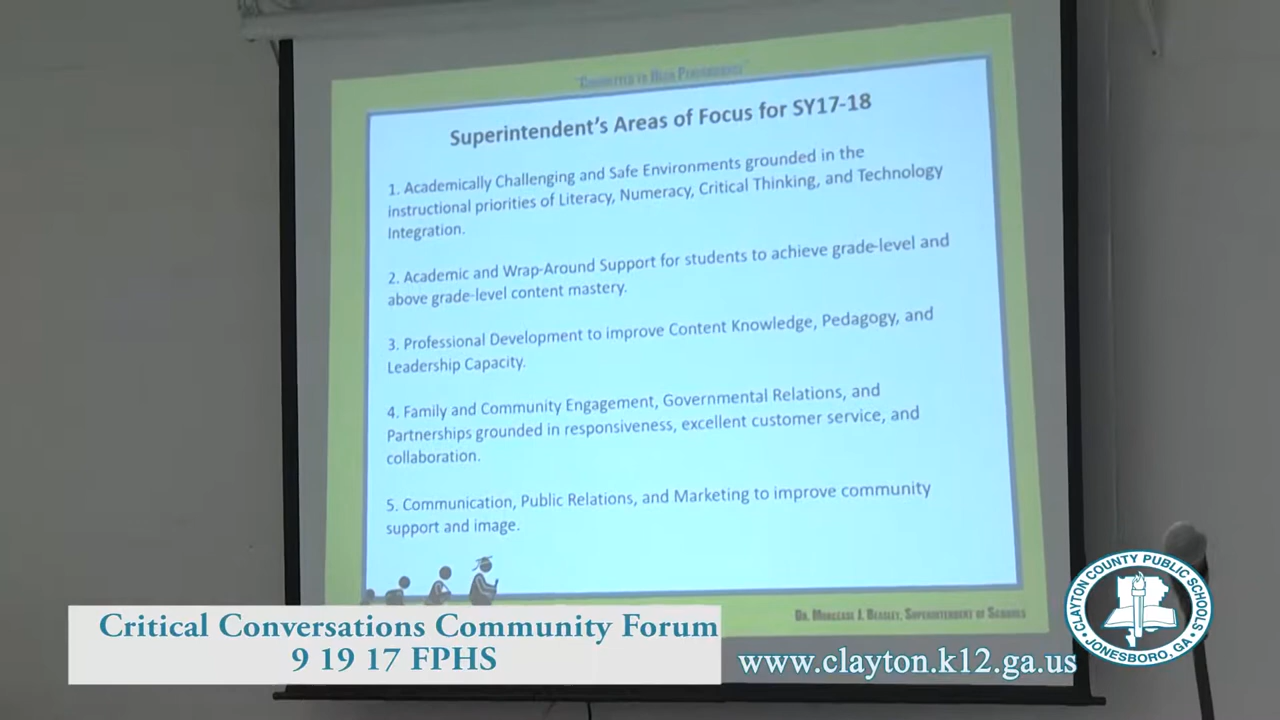 "Committed to High Performance"
Superintendent's Areas of Focus for SY17-18
1. Academically Challenging and Safe Environments grounded in the
instructional priorities of Literacy, Numeracy, Critical Thinking, and Technology
Integration.
2. Academic and Wrap-Around Support for students to achieve grade-level and
above grade-level content mastery.
3. Professional Development to improve Content Knowledge, Pedagogy, and
Leadership Capacity.
4. Family and Community Engagement, Governmental Relations, and
Partnerships grounded in responsiveness, excellent customer service, and
collaboration.
5. Communication, Public Relations, and Marketing to improve community
support and image.
Dr. Morcease J. Beasley, Superintendent of Schools
Critical Conversations Community Forum
9 19 17 FPHS
www.clayton.k12.ga.us
CLAYTON COUNTY PUBLIC SCHOOLS
JONESBORO, GA